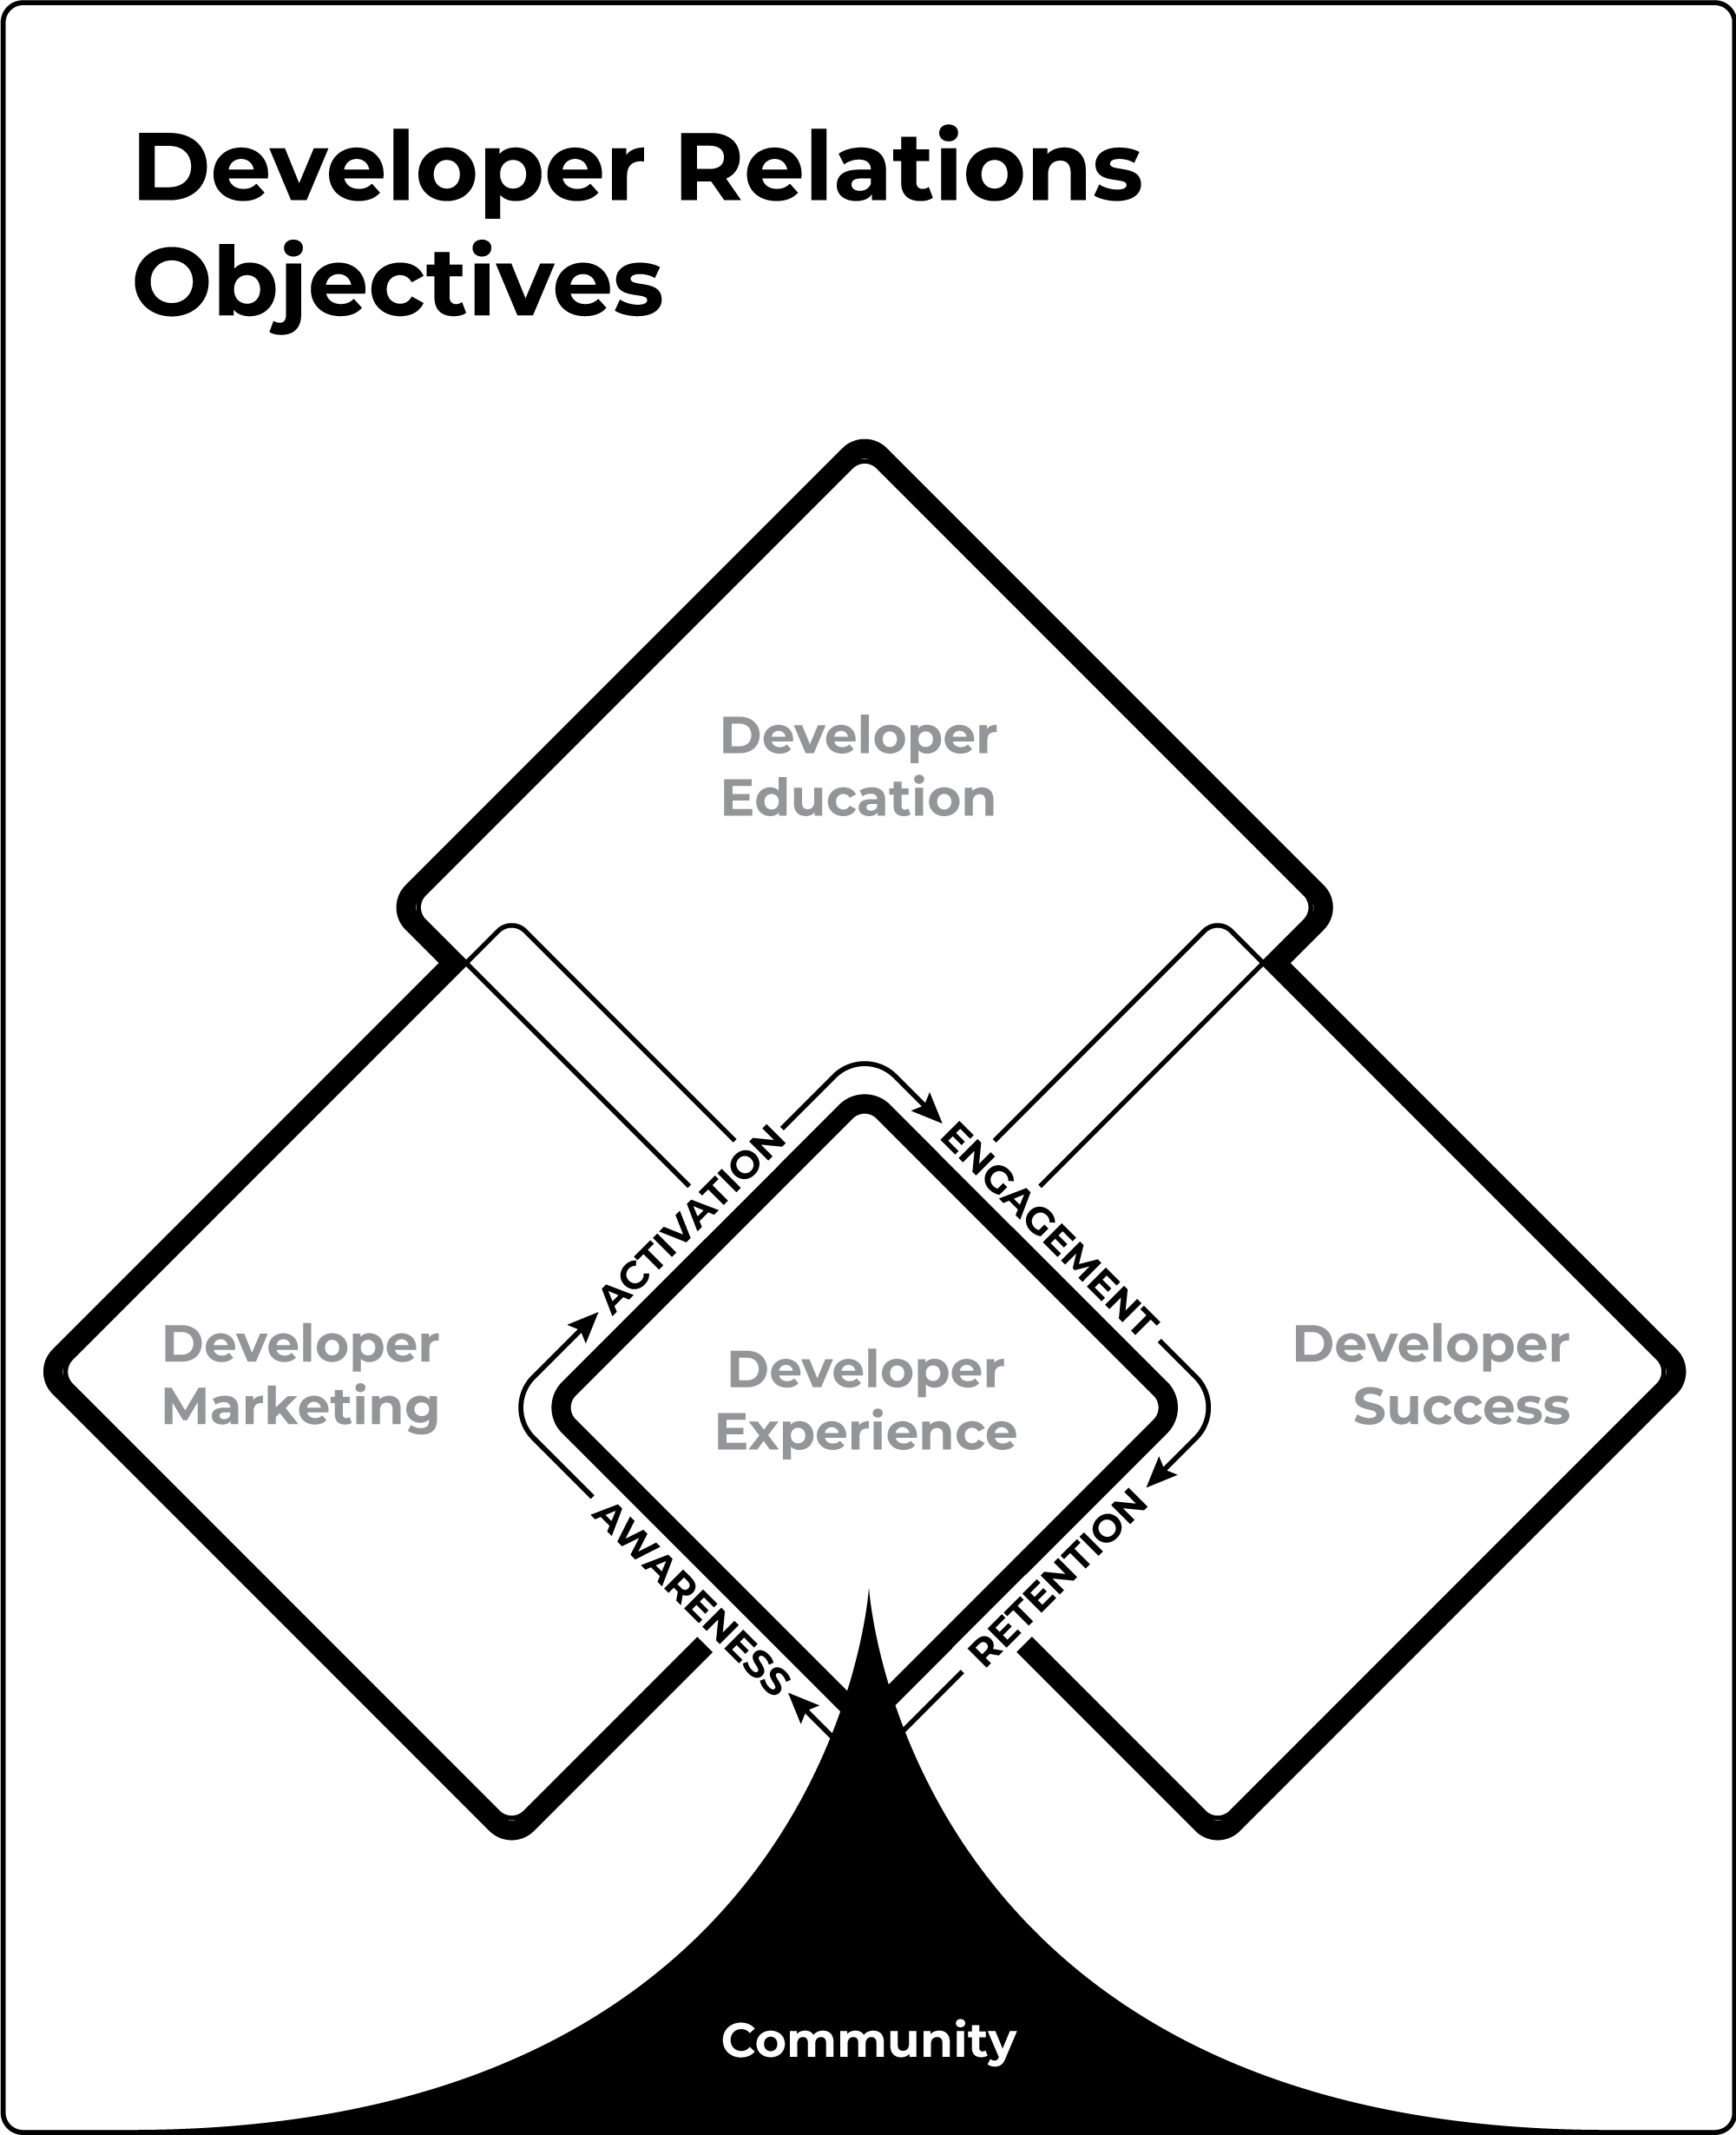 Developer Relations
Objectives
Developer
Education
ACTIVATION
ENGAGEMENT
Developer
Marketing
Developer
Experience
Developer
Success
AWARENESS
RETENTION
Community